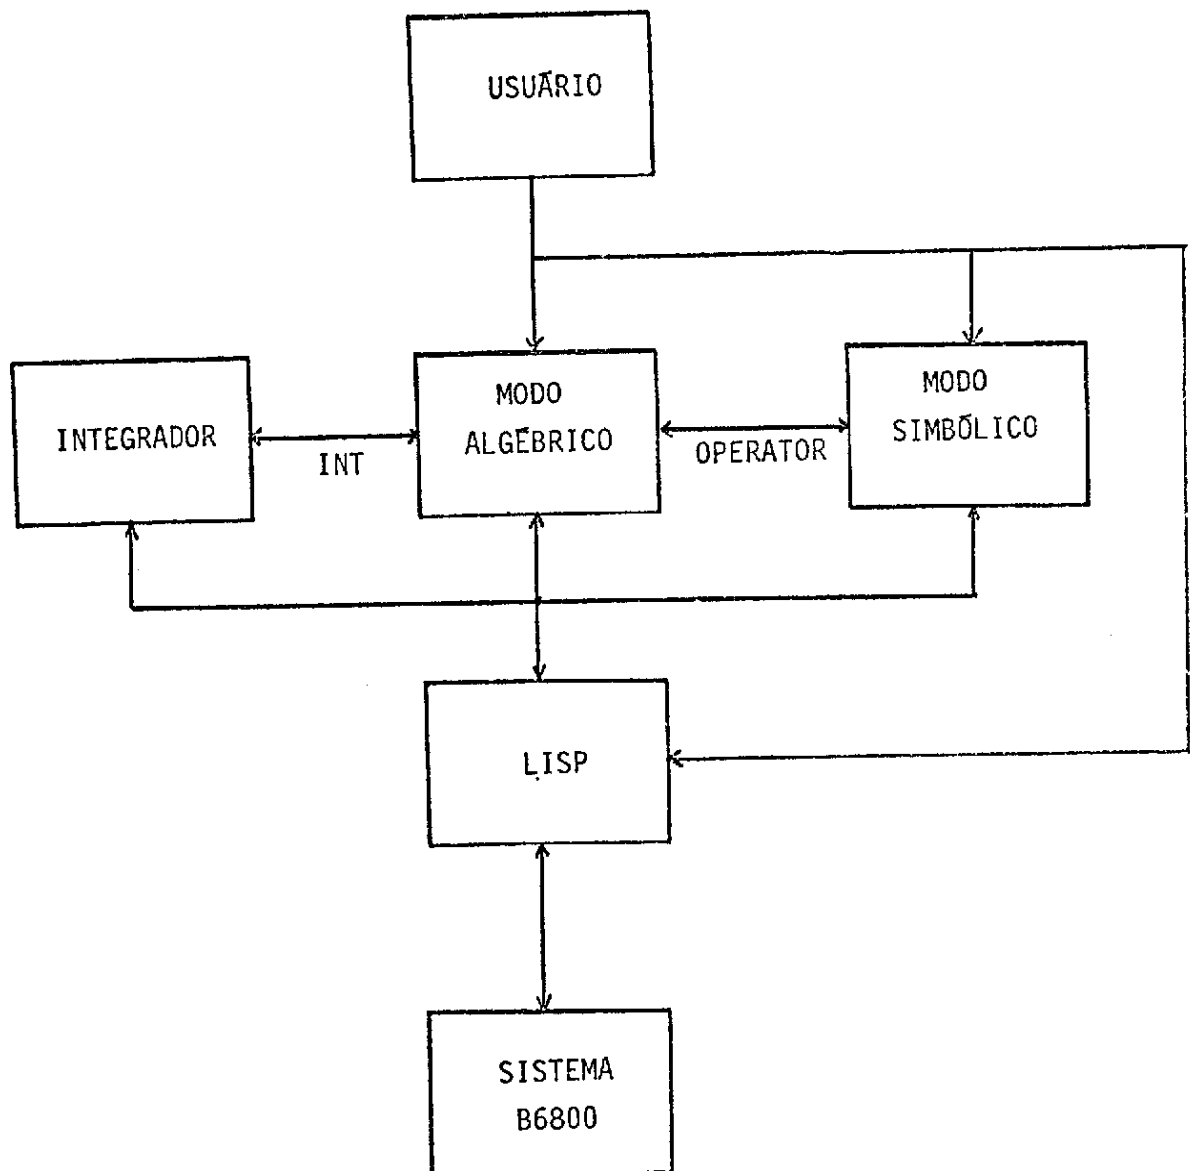 USUÁRIO
INTEGRADOR
INT
MODO
ALGÉBRICO
OPERATOR
MODO
SIMBÓLICO
LISP
SISTEMA
B6800